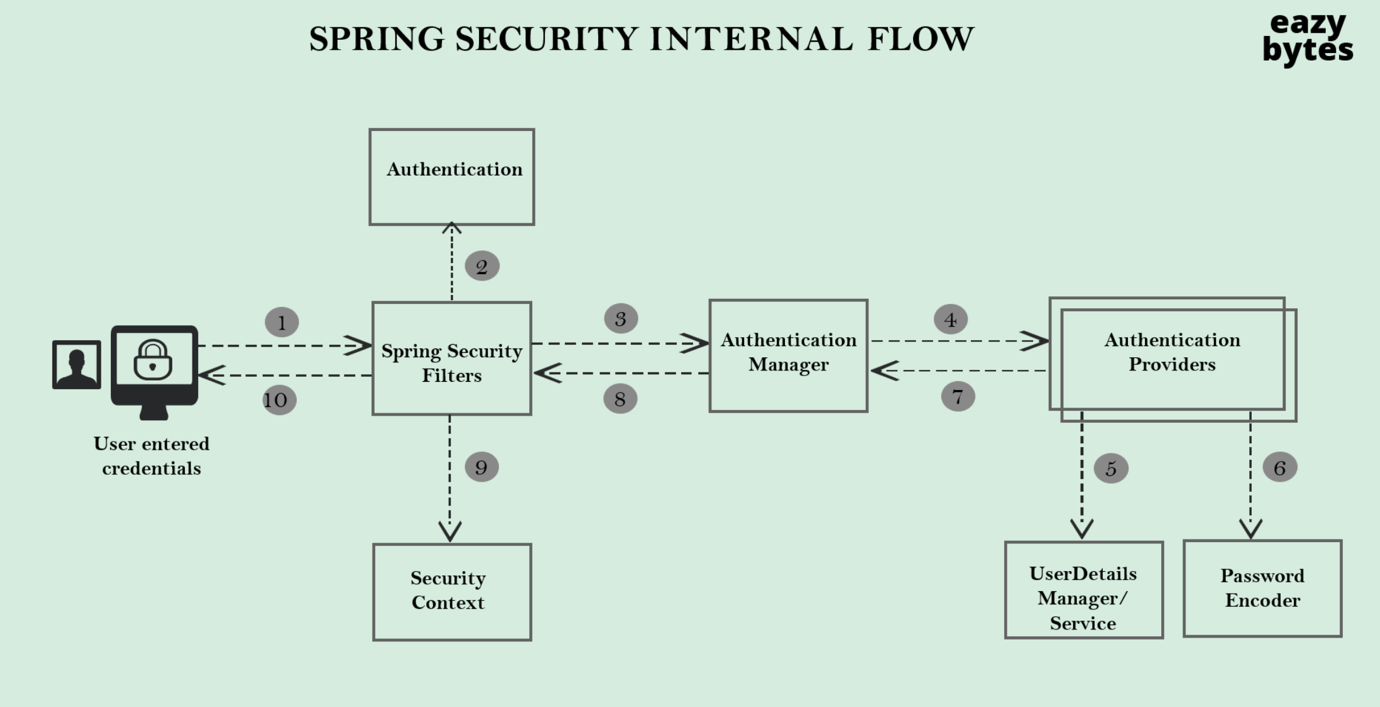 SPRING SECURITY INTERNAL FLOW
eazy
bytes
Authentication
2
1
3
4
Spring Security
Filters
Authentication
Manager
Authentication
Providers
10
8
7
User entered
credentials
9
5
6
Security
Context
UserDetails
Manager/
Service
Password
Encoder